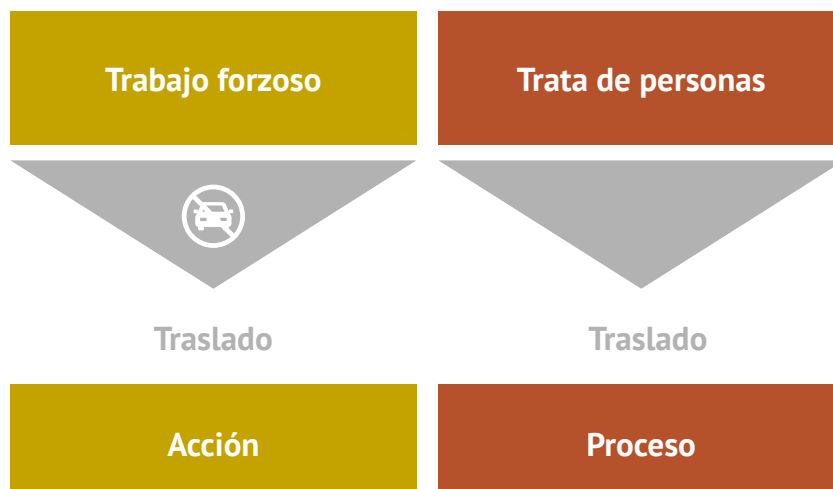 Trabajo forzoso
Trata de personas
Traslado
Traslado
Acción
Proceso